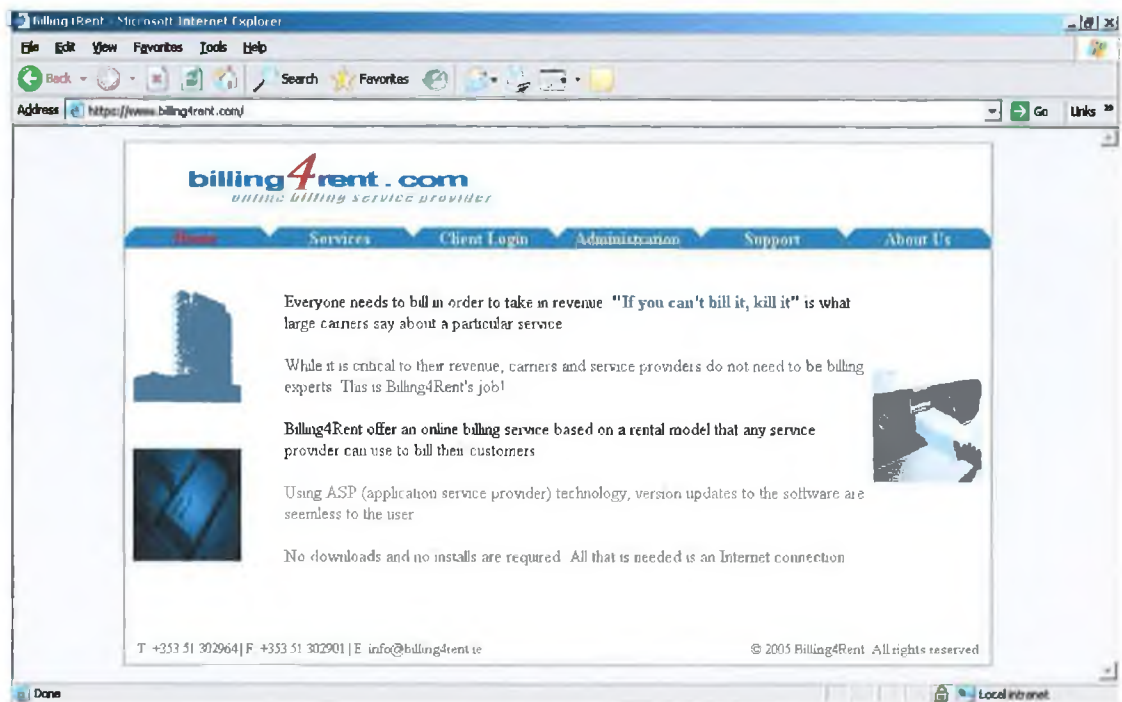 Billing4Rent - Microsoft Internet Explorer
File Edit View Favorites Tools Help
Back Search Favorites
Address https://www.billing4rent.com/ Go Links »
billing4rent.com
online billing service provider
Home Services Client Login Administration Support About Us
Everyone needs to bill in order to take in revenue "If you can't bill it, kill it" is what
large carriers say about a particular service
While it is critical to their revenue, carriers and service providers do not need to be billing
experts This is Billing4Rent's job!
Billing4Rent offer an online billing service based on a rental model that any service
provider can use to bill their customers
Using ASP (application service provider) technology, version updates to the software are
seemless to the user
No downloads and no installs are required All that is needed is an Internet connection
T +353 51 302964 | F +353 51 302901 | E info@billing4rent.ie
© 2005 Billing4Rent All rights reserved
Done Local intranet